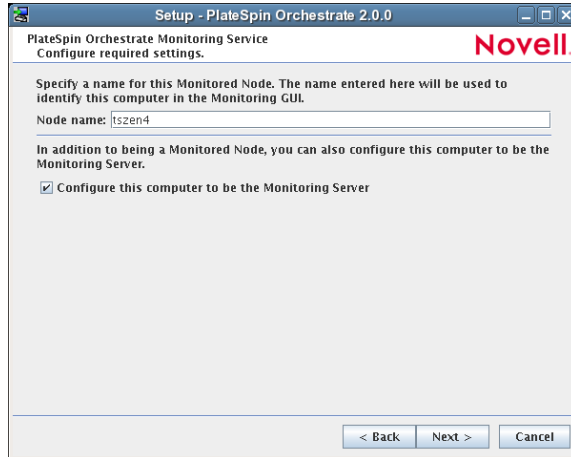 Setup - PlateSpin Orchestrate 2.0.0
PlateSpin Orchestrate Monitoring Service
Configure required settings.
Novell.
Specify a name for this Monitored Node. The name entered here will be used to
identify this computer in the Monitoring GUI.
Node name: tszen4
In addition to being a Monitored Node, you can also configure this computer to be the
Monitoring Server.
Configure this computer to be the Monitoring Server
< Back Next > Cancel